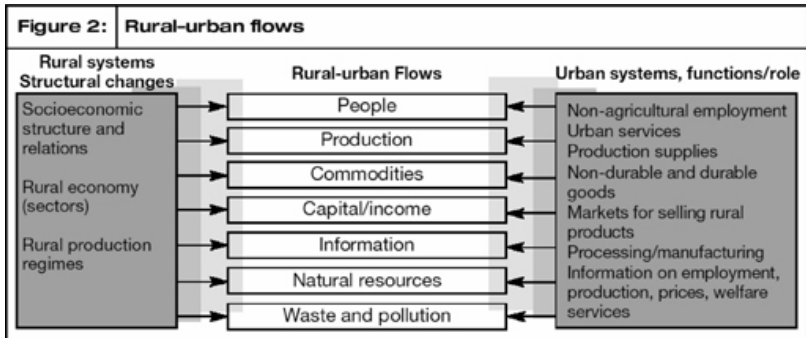 Figure 2: Rural-urban flows
Rural systems
Structural changes
Rural-urban Flows
Urban systems, functions/role
Socioeconomic
structure and
relations
Rural economy
(sectors)
Rural production
regimes
People
Production
Commodities
Capital/income
Information
Natural resources
Waste and pollution
Non-agricultural employment
Urban services
Production supplies
Non-durable and durable
goods
Markets for selling rural
products
Processing/manufacturing
Information on employment,
production, prices, welfare
services